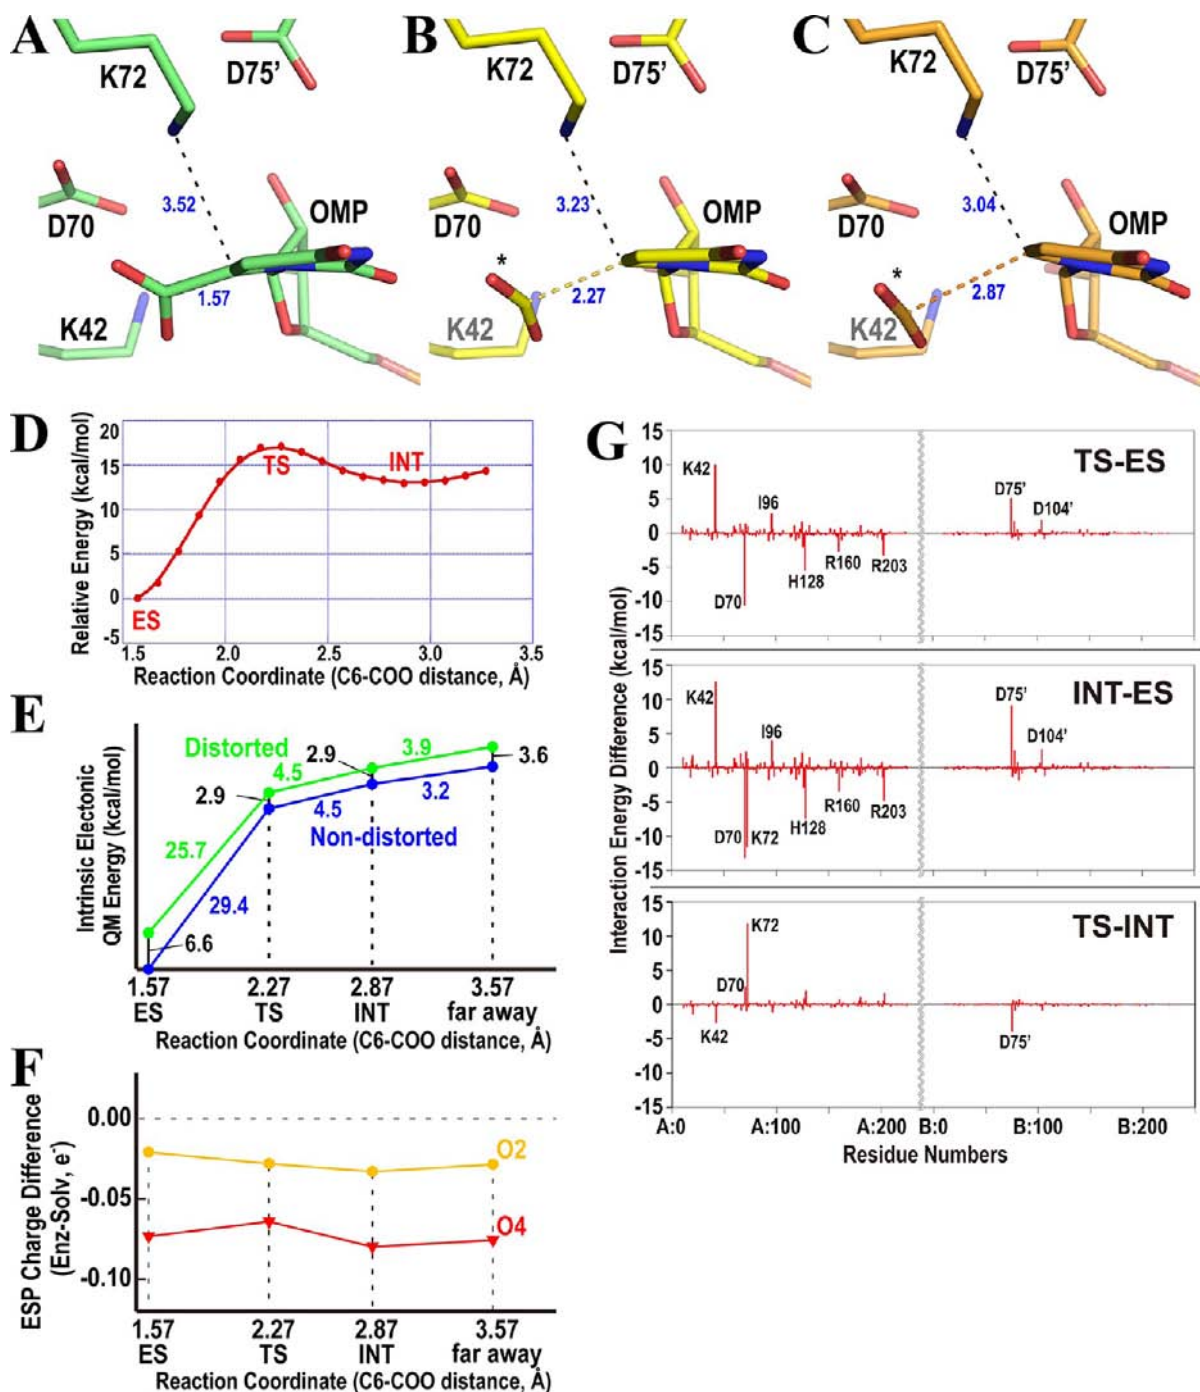 A
K72
D75'
D70
3.52
OMP
1.57
K42
B
K72
D75'
D70
3.23
OMP
*
2.27
K42
C
K72
D75'
D70
3.04
OMP
*
2.87
K42
D
Relative Energy (kcal/mol)
20
15
10
5
0
-5
TS
INT
ES
1.5
2.0
2.5
3.0
3.5
Reaction Coordinate (C6-COO distance, Å)
E
Intrinsic Electonic
QM Energy (kcal/mol)
Distorted
4.5
2.9
3.9
3.6
2.9
4.5
3.2
Non-distorted
25.7
29.4
6.6
1.57
2.27
2.87
3.57
ES
TS
INT
far away
Reaction Coordinate (C6-COO distance, Å)
F
ESP Charge Difference
(Enz-Solv, e⁻)
0.00
-0.05
-0.10
O2
O4
1.57
2.27
2.87
3.57
ES
TS
INT
far away
Reaction Coordinate (C6-COO distance, Å)
G
Interaction Energy Difference (kcal/mol)
15
10
5
0
-5
-10
-15
TS-ES
K42
I96
D75'
D104'
H128
R160
R203
D70
15
10
5
0
-5
-10
-15
INT-ES
K42
I96
D75'
D104'
R160
R203
H128
D70
K72
15
10
5
0
-5
-10
-15
TS-INT
K72
D70
K42
D75'
A:0
A:100
A:200
B:0
B:100
B:200
Residue Numbers